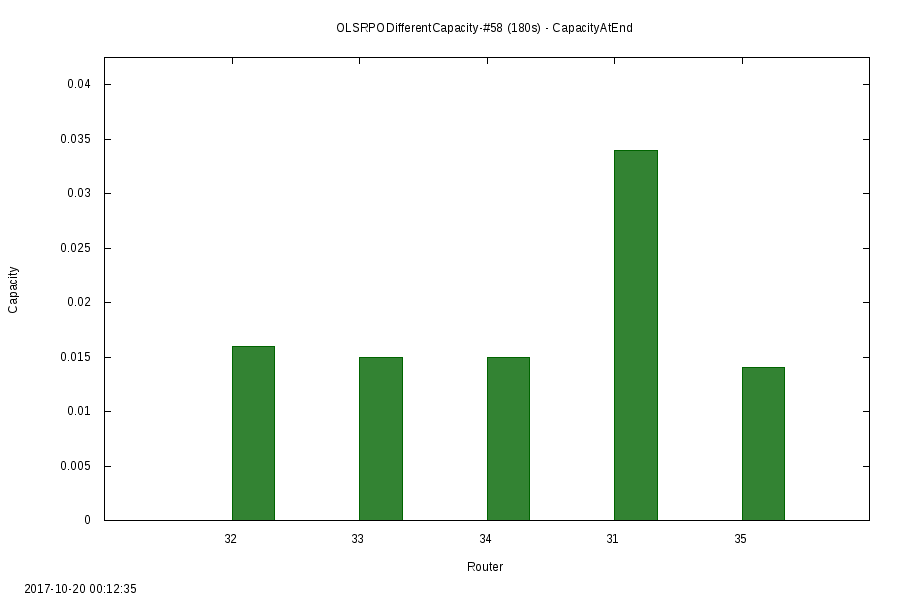 OLSRPODifferentCapacity-#58 (180s) - CapacityAtEnd
0.04
0.035
0.03
0.025
0.02
0.015
0.01
0.005
0
Capacity
32 33 34 31 35
Router
2017-10-20 00:12:35